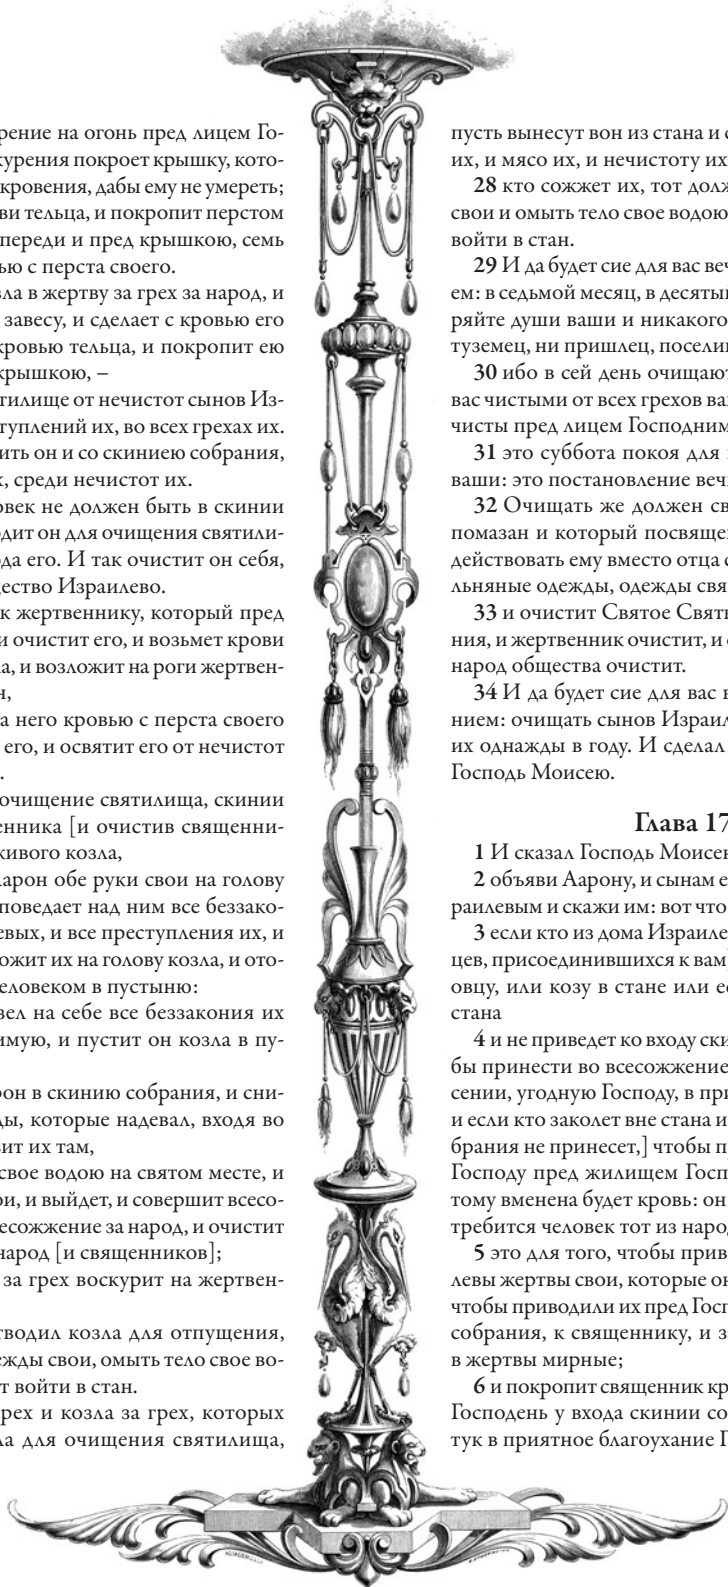 рение на огонь пред лицем Го-
курения покроет крышку, кото-
кровения, дабы ему не умереть;
ви тельца, и покропит перстом
переди и пред крышкою, семь
ью с перста своего.
ла в жертву за грех за народ, и
завесу, и сделает с кровью его
кровью тельца, и покропит ею
крышкою, –
тилище от нечистот сынов Из-
туплений их, во всех грехах их.
ить он и со скиниею собрания,
х, среди нечистот их.
овек не должен быть в скинии
дит он для очищения святили-
да его. И так очистит он себя,
щество Израилево.
к жертвеннику, который пред
и очистит его, и возьмет крови
ла, и возложит на роги жертвен-
н,
а него кровью с перста своего
его, и освятит его от нечистот
.
очищение святилища, скинии
енника [и очистив священни-
живого козла,
арон обе руки свои на голову
поведает над ним все беззако-
евых, и все преступления их, и
ожит их на голову козла, и ото-
еловеком в пустыню:
зел на себе все беззакония их
имую, и пустит он козла в пу-
рон в скинию собрания, и сни-
ды, которые надевал, входя во
вит их там,
свое водою на святом месте, и
ри, и выйдет, и совершит всесо-
есожжение за народ, и очистит
народ [и священников];
за грех воскурит на жертвен-
тводил козла для отпущения,
ежды свои, омыть тело свое во-
т войти в стан.
рех и козла за грех, которых
ла для очищения святилища,
пусть вынесут вон из стана и с
их, и мясо их, и нечистоту их
28 кто сожжет их, тот долж
свои и омыть тело свое водою
войти в стан.
29 И да будет сие для вас веч
ем: в седьмой месяц, в десятый
ряйте души ваши и никакого
туземец, ни пришлец, посели
30 ибо в сей день очищают
вас чистыми от всех грехов ва
чисты пред лицем Господним
31 это суббота покоя для
ваши: это постановление веч
32 Очищать же должен св
помазан и который посвящен
действовать ему вместо отца с
льняные одежды, одежды свя
33 и очистит Святое Святы
ния, и жертвенник очистит, и
народ общества очистит.
34 И да будет сие для вас в
нием: очищать сынов Израил
их однажды в году. И сделал
Господь Моисею.
Глава 17
1 И сказал Господь Моисею
2 объяви Аарону, и сынам е
раилевым и скажи им: вот что
3 если кто из дома Израиле
цев, присоединившихся к вам
овцу, или козу в стане или ес
стана
4 и не приведет ко входу ски
бы принести во всесожжение
сении, угодную Господу, в при
и если кто заколет вне стана и
брания не принесет,] чтобы п
Господу пред жилищем Госп
тому вменена будет кровь: он
требится человек тот из наро
5 это для того, чтобы прив
левы жертвы свои, которые он
чтобы приводили их пред Госп
собрания, к священнику, и з
в жертвы мирные;
6 и покропит священник кр
Господень у входа скинии со
тук в приятное благоухание Г